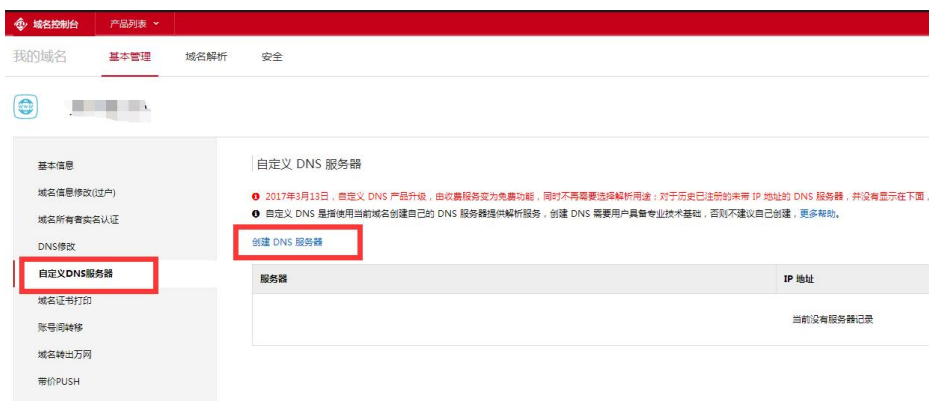 域名控制台 产品列表
我的域名 基本管理 域名解析 安全
基本信息
域名信息修改(过户)
域名所有者实名认证
DNS修改
自定义DNS服务器
域名证书打印
账号间转移
域名转出万网
带价PUSH
自定义 DNS 服务器
2017年3月13日,自定义 DNS 产品升级,由收费服务变为免费功能,同时不再需要选择解析用途;对于历史已注册的未带 IP 地址的 DNS 服务器,并没有显示在下面,
自定义 DNS 是指使用当前域名创建自己的 DNS 服务器提供解析服务,创建 DNS 需要用户具备专业技术基础,否则不建议自己创建,更多帮助。
创建 DNS 服务器
服务器 IP 地址
当前没有服务器记录